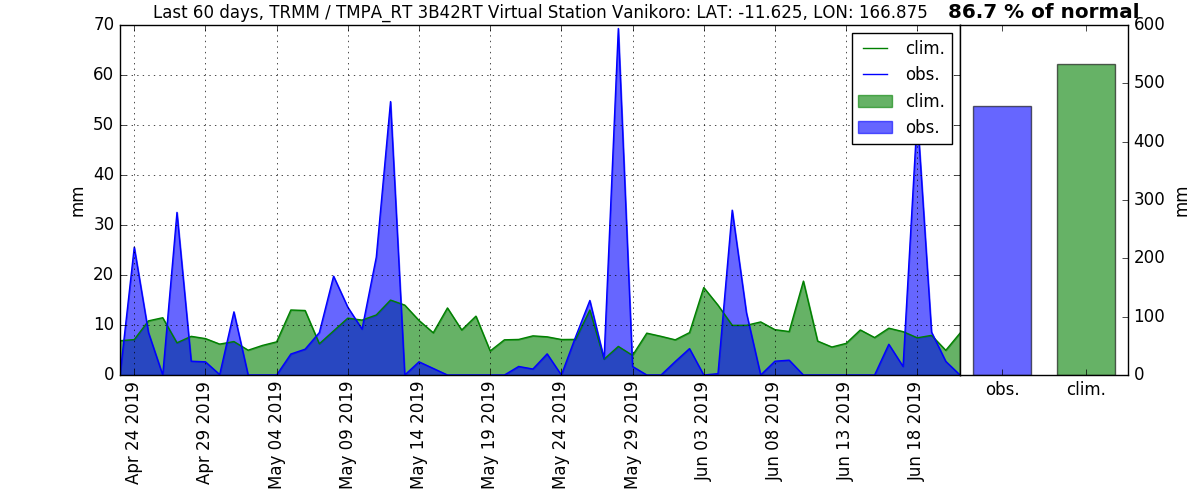 Last 60 days, TRMM / TMPA_RT 3B42RT Virtual Station Vanikoro: LAT: -11.625, LON: 166.875
86.7 % of normal
70
60
50
40
30
20
10
0
mm
clim.
obs.
clim.
obs.
600
500
400
300
200
100
0
mm
Apr 24 2019
Apr 29 2019
May 04 2019
May 09 2019
May 14 2019
May 19 2019
May 24 2019
May 29 2019
Jun 03 2019
Jun 08 2019
Jun 13 2019
Jun 18 2019
obs.
clim.